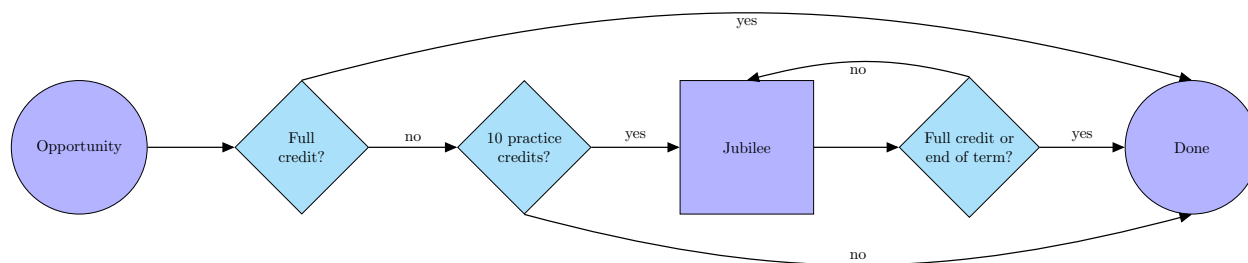 yes
Opportunity
Full
credit?
no
10 practice
credits?
yes
Jubilee
no
Full credit or
end of term?
yes
Done
no